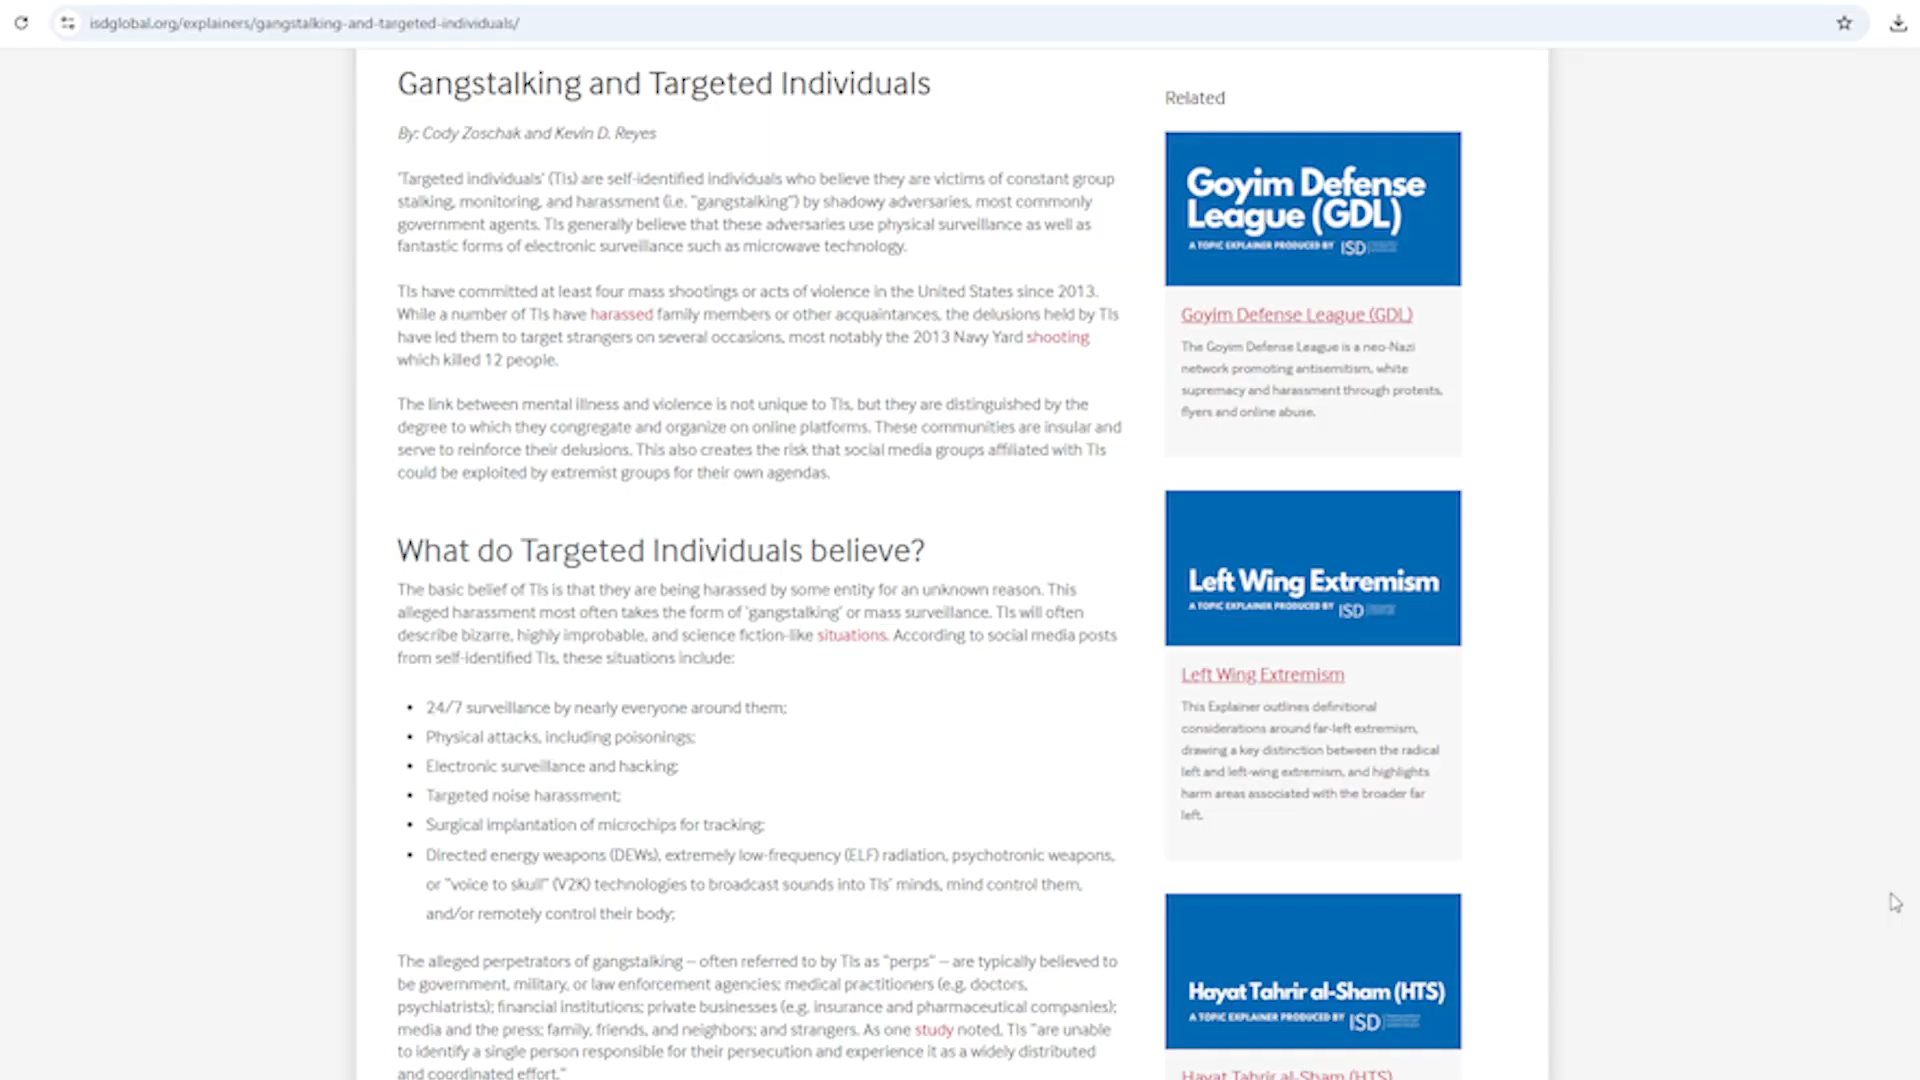 isdglobal.org/explainers/gangstalking-and-targeted-individuals/
Gangstalking and Targeted Individuals
By: Cody Zoschak and Kevin D. Reyes
'Targeted individuals' (TIs) are self-identified individuals who believe they are victims of constant group
stalking, monitoring, and harassment (i.e. "gangstalking") by shadowy adversaries, most commonly
government agents. TIs generally believe that these adversaries use physical surveillance as well as
fantastic forms of electronic surveillance such as microwave technology.
TIs have committed at least four mass shootings or acts of violence in the United States since 2013.
While a number of TIs have harassed family members or other acquaintances, the delusions held by TIs
have led them to target strangers on several occasions, most notably the 2013 Navy Yard shooting
which killed 12 people.
The link between mental illness and violence is not unique to TIs, but they are distinguished by the
degree to which they congregate and organize on online platforms. These communities are insular and
serve to reinforce their delusions. This also creates the risk that social media groups affiliated with TIs
could be exploited by extremist groups for their own agendas.
What do Targeted Individuals believe?
The basic belief of TIs is that they are being harassed by some entity for an unknown reason. This
alleged harassment most often takes the form of 'gangstalking' or mass surveillance. TIs will often
describe bizarre, highly improbable, and science fiction-like situations. According to social media posts
from self-identified TIs, these situations include:
• 24/7 surveillance by nearly everyone around them;
• Physical attacks, including poisonings;
• Electronic surveillance and hacking;
• Targeted noise harassment;
• Surgical implantation of microchips for tracking;
• Directed energy weapons (DEWs), extremely low-frequency (ELF) radiation, psychotronic weapons,
or "voice to skull" (V2K) technologies to broadcast sounds into TIs' minds, mind control them,
and/or remotely control their body;
The alleged perpetrators of gangstalking – often referred to by TIs as "perps" – are typically believed to
be government, military, or law enforcement agencies; medical practitioners (e.g. doctors,
psychiatrists); financial institutions; private businesses (e.g. insurance and pharmaceutical companies);
media and the press; family, friends, and neighbors; and strangers. As one study noted, TIs "are unable
to identify a single person responsible for their persecution and experience it as a widely distributed
and coordinated effort."
Related
Goyim Defense
League (GDL)
A TOPIC EXPLAINER PRODUCED BY ISD
Goyim Defense League (GDL)
The Goyim Defense League is a neo-Nazi
network promoting antisemitism, white
supremacy and harassment through protests,
flyers and online abuse.
Left Wing Extremism
A TOPIC EXPLAINER PRODUCED BY ISD
Left Wing Extremism
This Explainer outlines definitional
considerations around far-left extremism,
drawing a key distinction between the radical
left and left-wing extremism, and highlights
harm areas associated with the broader far
left.
Hayat Tahrir al-Sham (HTS)
A TOPIC EXPLAINER PRODUCED BY ISD
Hayat Tahrir al-Sham (HTS)